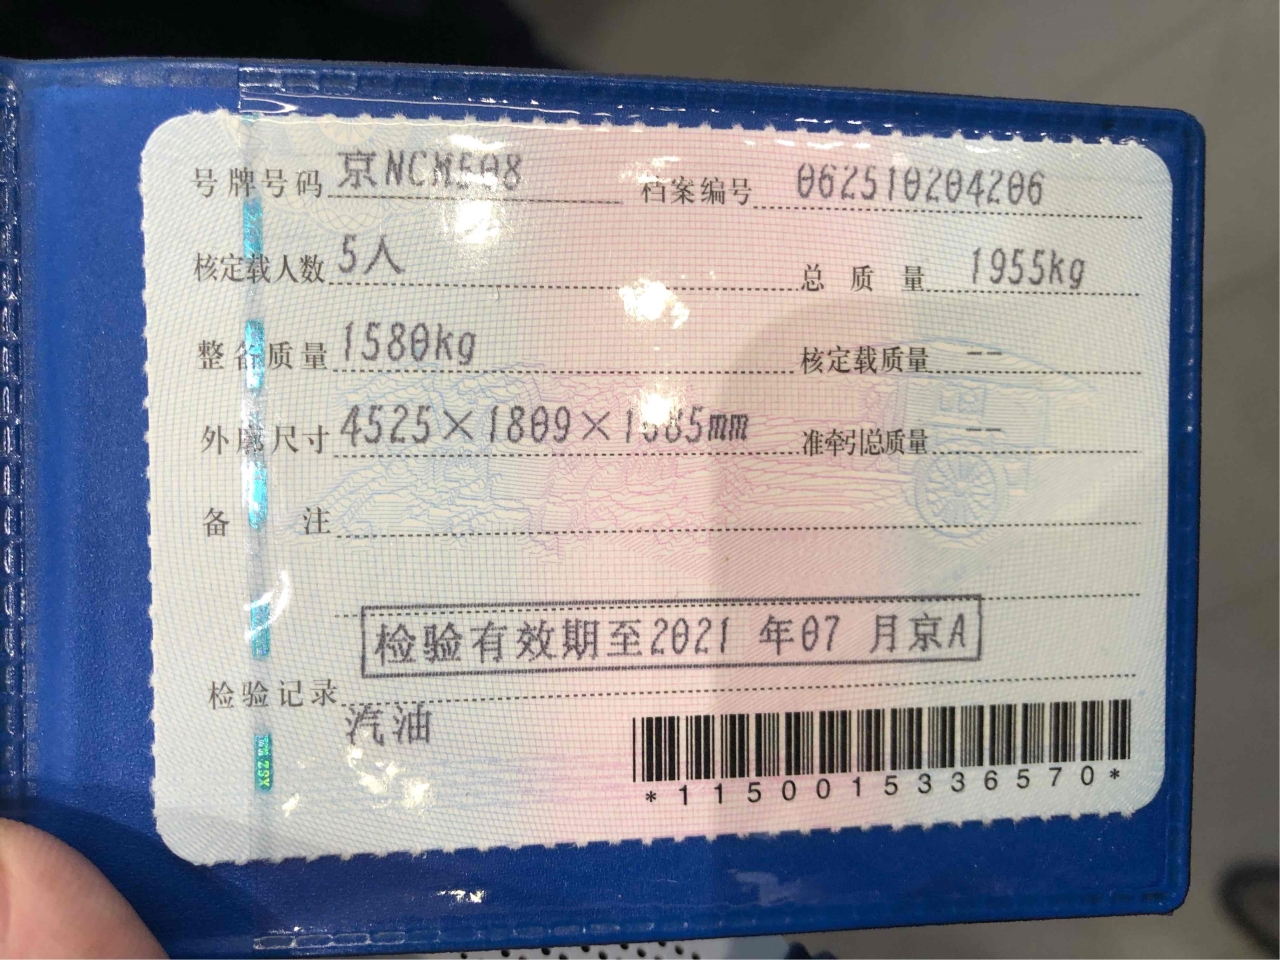 号牌号码 京NCM508 档案编号 062510204206
核定载人数 5人 总质量 1955kg
整备质量 1580kg 核定载质量 --
外廓尺寸 4525×1809× 准牵引总质量 --
备注
检验有效期至2021 年07 月京A
检验记录
汽油
*1150015336570*